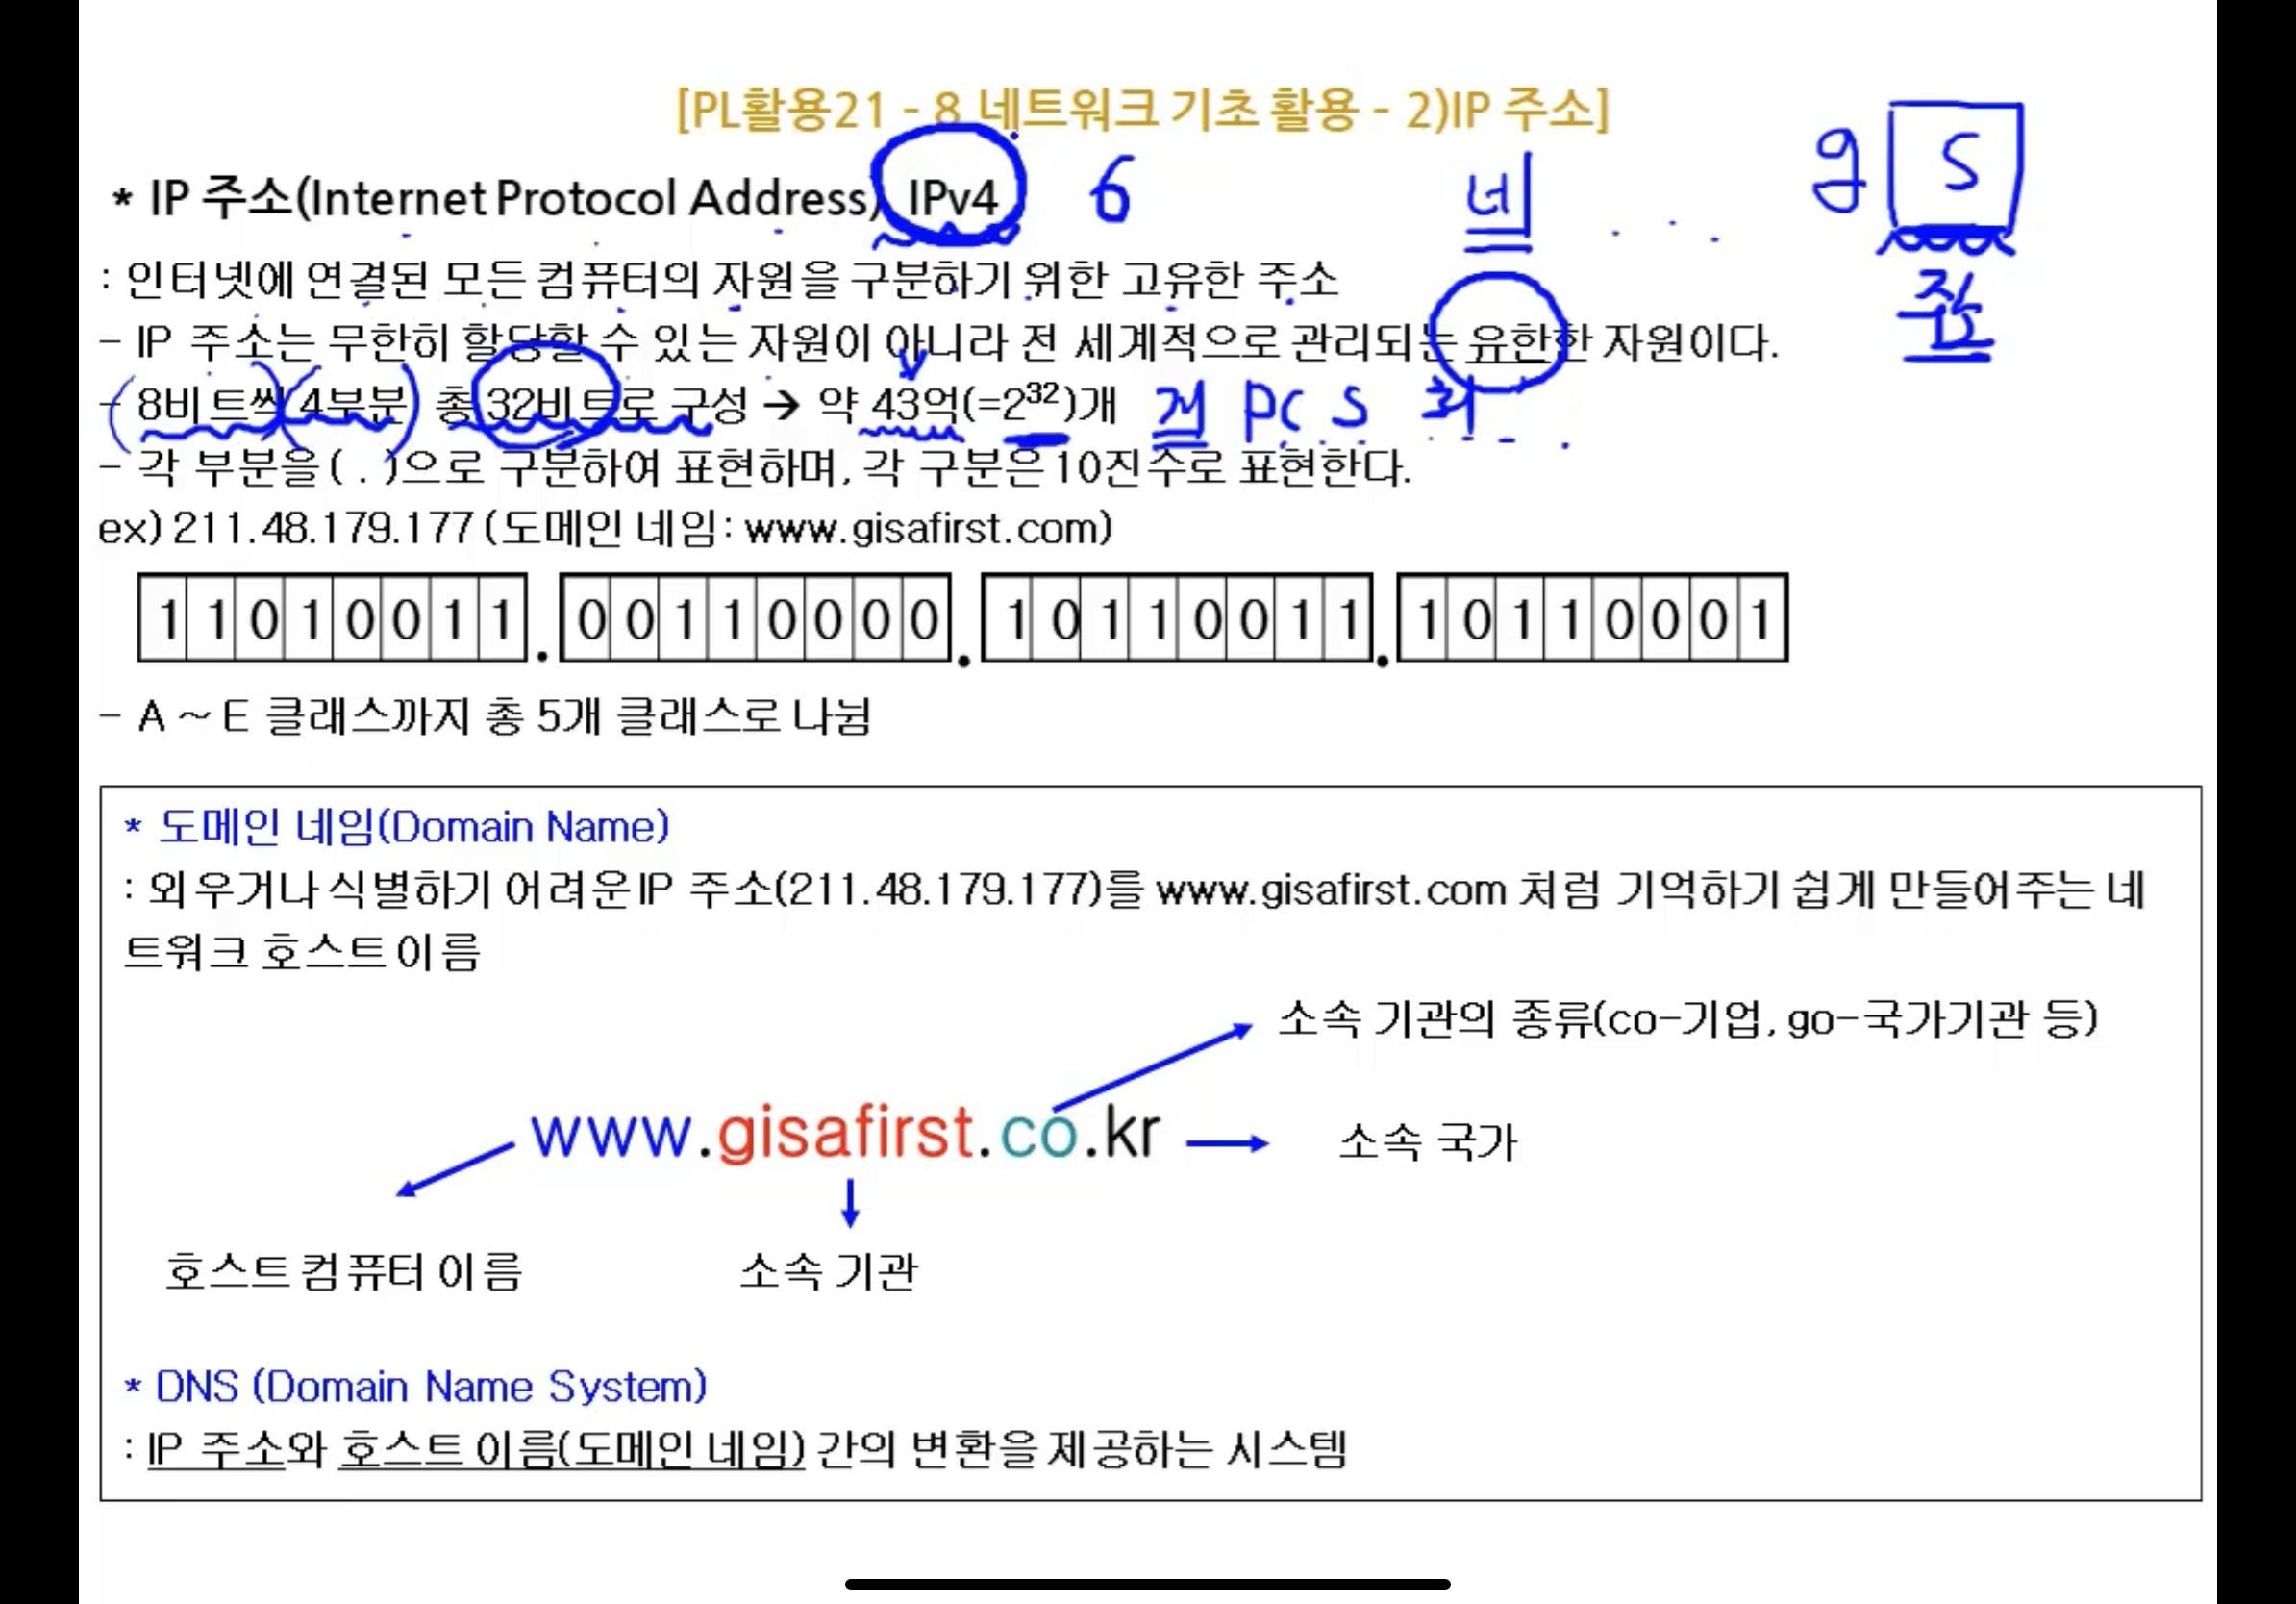 [PL활용21 - 8 네트워크 기초 활용 - 2)IP 주소]
* IP 주소(Internet Protocol Address) IPv4 6 네 g S
: 인터넷에 연결된 모든 컴퓨터의 자원을 구분하기 위한 고유한 주소
- IP 주소는 무한히 할당할 수 있는 자원이 아니라 전 세계적으로 관리되는 유한한 자원이다.
- 8비트씩 4부분 총 32비트로 구성 → 약 43억(=2³²)개 PC S
- 각 부분을( . )으로 구분하여 표현하며, 각 구분은 10진수로 표현한다.
ex) 211.48.179.177 (도메인 네임: www.gisafirst.com)
1 1 0 1 0 0 1 1 . 0 0 1 1 0 0 0 0 . 1 0 1 1 0 0 1 1 . 1 0 1 1 0 0 0 1
- A ~ E 클래스까지 총 5개 클래스로 나뉨
* 도메인 네임(Domain Name)
: 외우거나 식별하기 어려운 IP 주소(211.48.179.177)를 www.gisafirst.com 처럼 기억하기 쉽게 만들어주는 네
트워크 호스트 이름
소속 기관의 종류(co-기업, go-국가기관 등)
www.gisafirst.co.kr 소속 국가
호스트 컴퓨터 이름 소속 기관
* DNS (Domain Name System)
: IP 주소와 호스트 이름(도메인 네임) 간의 변환을 제공하는 시스템